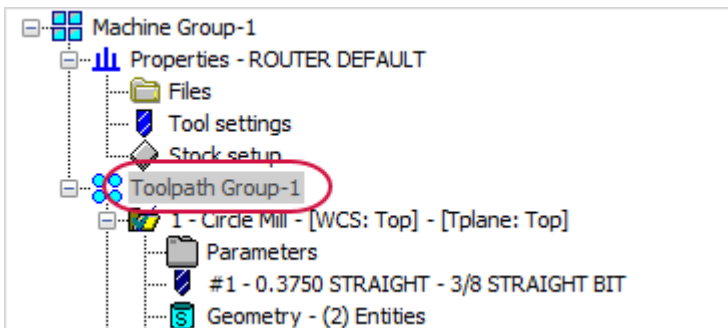 Machine Group-1
Properties - ROUTER DEFAULT
Files
Tool settings
Stock setup
Toolpath Group-1
1 - Circle Mill - [WCS: Top] - [Tplane: Top]
Parameters
#1 - 0.3750 STRAIGHT - 3/8 STRAIGHT BIT
Geometry - (2) Entities